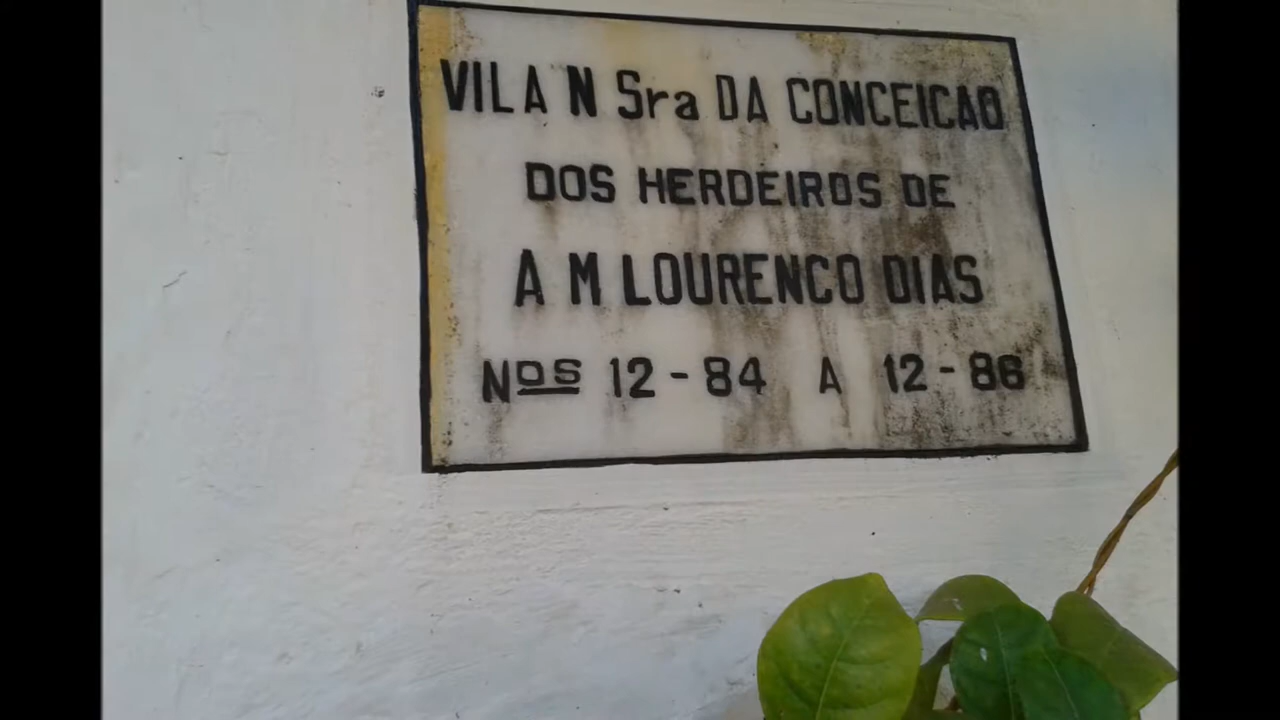 VILA N Sra DA CONCEICAO
DOS HERDEIROS DE
A M LOURENCO DIAS
Nos 12 - 84 A 12 - 86